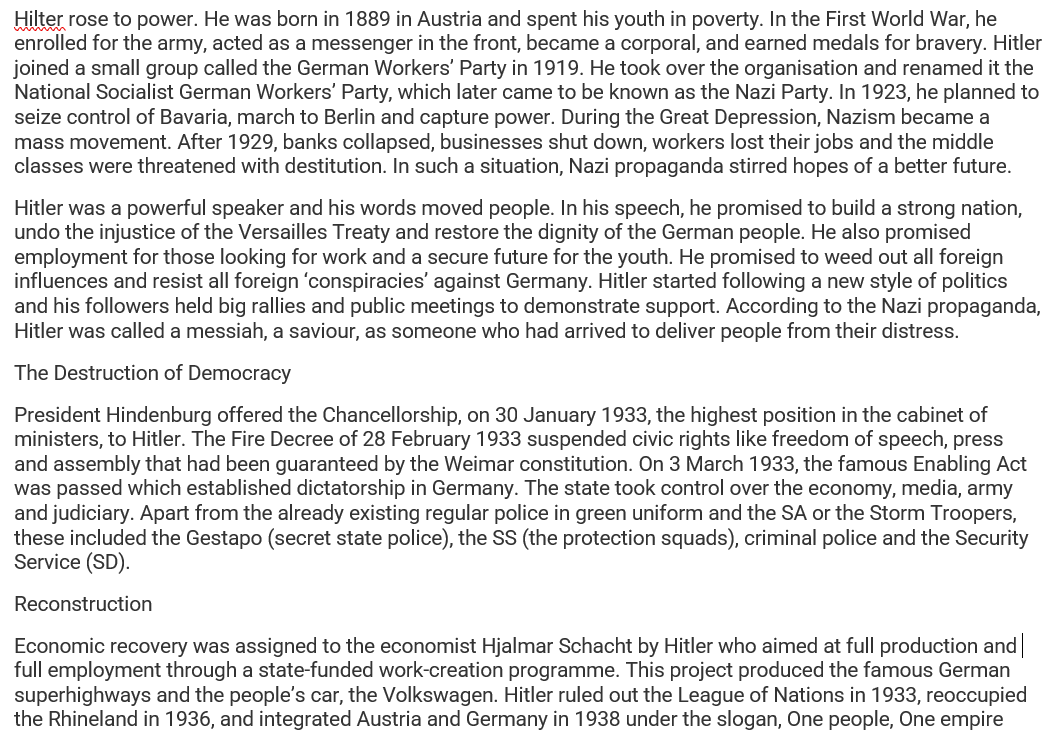 Hilter rose to power. He was born in 1889 in Austria and spent his youth in poverty. In the First World War, he
enrolled for the army, acted as a messenger in the front, became a corporal, and earned medals for bravery. Hitler
joined a small group called the German Workers’ Party in 1919. He took over the organisation and renamed it the
National Socialist German Workers’ Party, which later came to be known as the Nazi Party. In 1923, he planned to
seize control of Bavaria, march to Berlin and capture power. During the Great Depression, Nazism became a
mass movement. After 1929, banks collapsed, businesses shut down, workers lost their jobs and the middle
classes were threatened with destitution. In such a situation, Nazi propaganda stirred hopes of a better future.
Hitler was a powerful speaker and his words moved people. In his speech, he promised to build a strong nation,
undo the injustice of the Versailles Treaty and restore the dignity of the German people. He also promised
employment for those looking for work and a secure future for the youth. He promised to weed out all foreign
influences and resist all foreign ‘conspiracies’ against Germany. Hitler started following a new style of politics
and his followers held big rallies and public meetings to demonstrate support. According to the Nazi propaganda,
Hitler was called a messiah, a saviour, as someone who had arrived to deliver people from their distress.
The Destruction of Democracy
President Hindenburg offered the Chancellorship, on 30 January 1933, the highest position in the cabinet of
ministers, to Hitler. The Fire Decree of 28 February 1933 suspended civic rights like freedom of speech, press
and assembly that had been guaranteed by the Weimar constitution. On 3 March 1933, the famous Enabling Act
was passed which established dictatorship in Germany. The state took control over the economy, media, army
and judiciary. Apart from the already existing regular police in green uniform and the SA or the Storm Troopers,
these included the Gestapo (secret state police), the SS (the protection squads), criminal police and the Security
Service (SD).
Reconstruction
Economic recovery was assigned to the economist Hjalmar Schacht by Hitler who aimed at full production and
full employment through a state-funded work-creation programme. This project produced the famous German
superhighways and the people’s car, the Volkswagen. Hitler ruled out the League of Nations in 1933, reoccupied
the Rhineland in 1936, and integrated Austria and Germany in 1938 under the slogan, One people, One empire